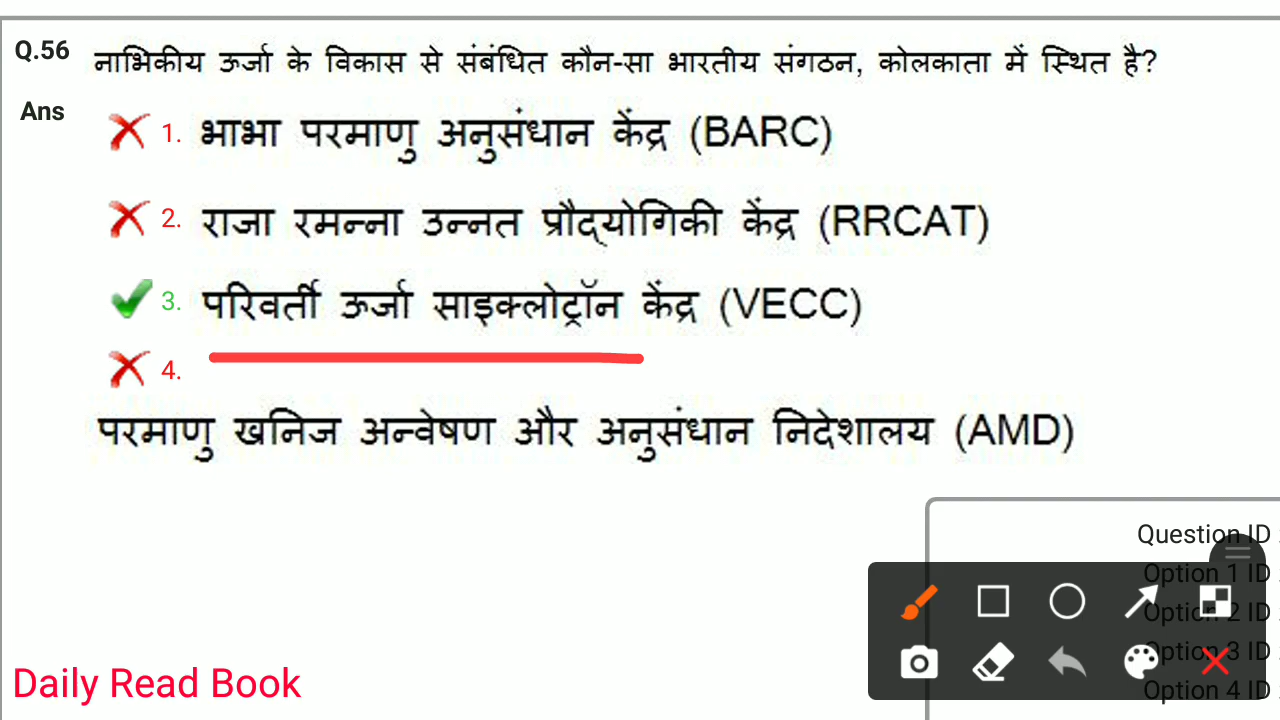 Q.56 नाभिकीय ऊर्जा के विकास से संबंधित कौन-सा भारतीय संगठन, कोलकाता में स्थित है?
Ans
1. भाभा परमाणु अनुसंधान केंद्र (BARC)
2. राजा रमन्ना उन्नत प्रौद्योगिकी केंद्र (RRCAT)
3. परिवर्ती ऊर्जा साइक्लोट्रॉन केंद्र (VECC)
4.
परमाणु खनिज अन्वेषण और अनुसंधान निदेशालय (AMD)
Question ID :
Option 1 ID :
Option 2 ID :
Option 3 ID :
Option 4 ID :
Daily Read Book